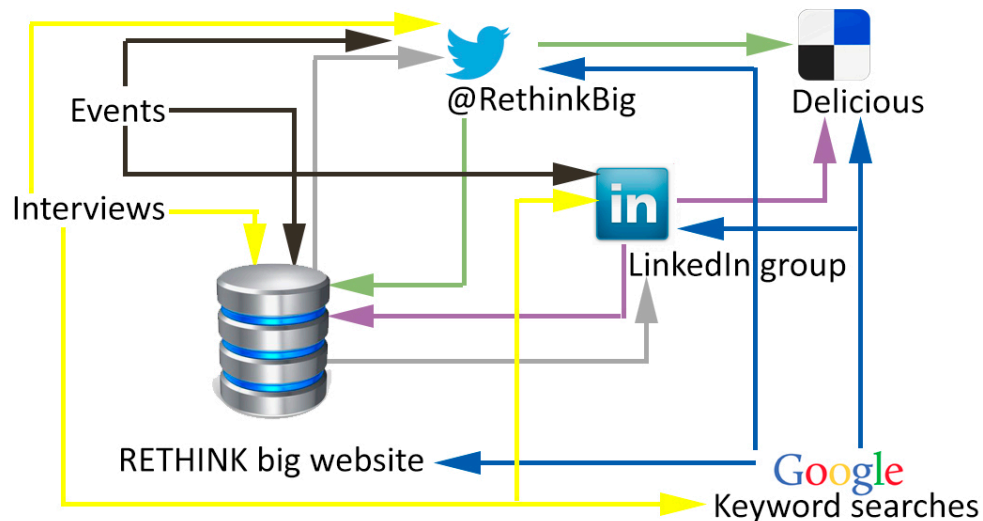 @RethinkBig
Delicious
Events
in
Interviews
LinkedIn group
RETHINK big website
Google
Keyword searches